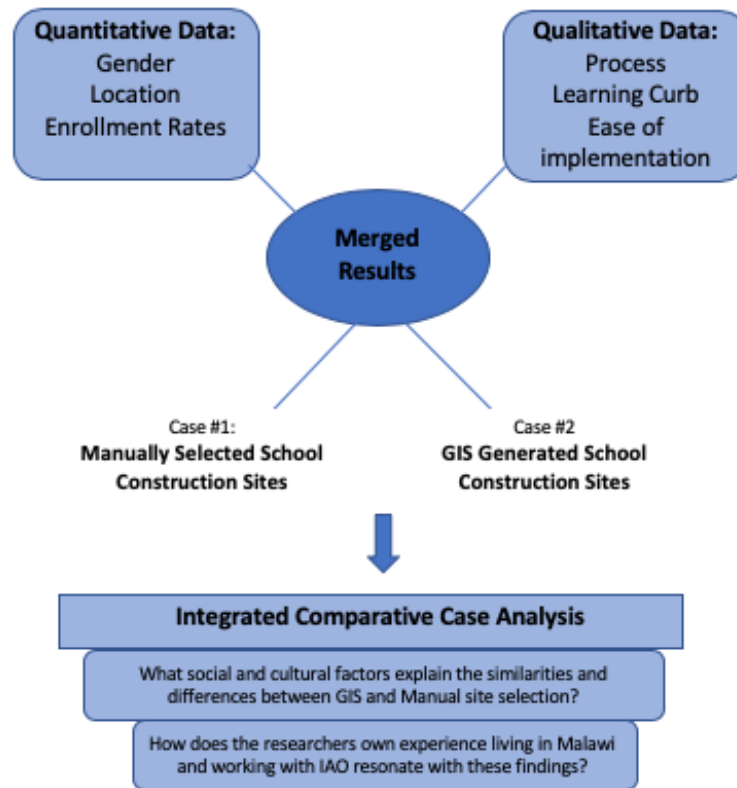 Quantitative Data:
Gender
Location
Enrollment Rates
Qualitative Data:
Process
Learning Curb
Ease of
implementation
Merged
Results
Case #1:
Manually Selected School
Construction Sites
Case #2
GIS Generated School
Construction Sites
Integrated Comparative Case Analysis
What social and cultural factors explain the similarities and
differences between GIS and Manual site selection?
How does the researchers own experience living in Malawi
and working with IAO resonate with these findings?